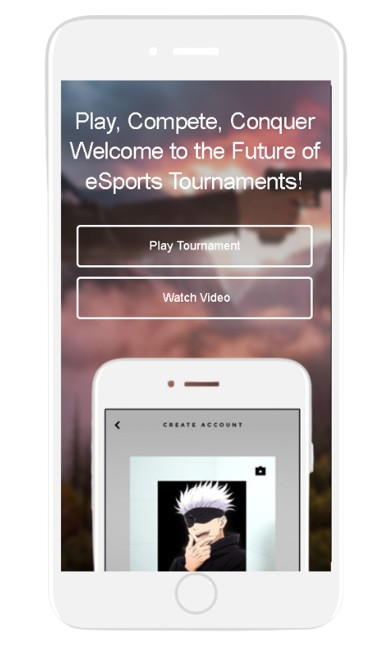 Play, Compete, Conquer
Welcome to the Future of
eSports Tournaments!
Play Tournament
Watch Video
CREATE ACCOUNT